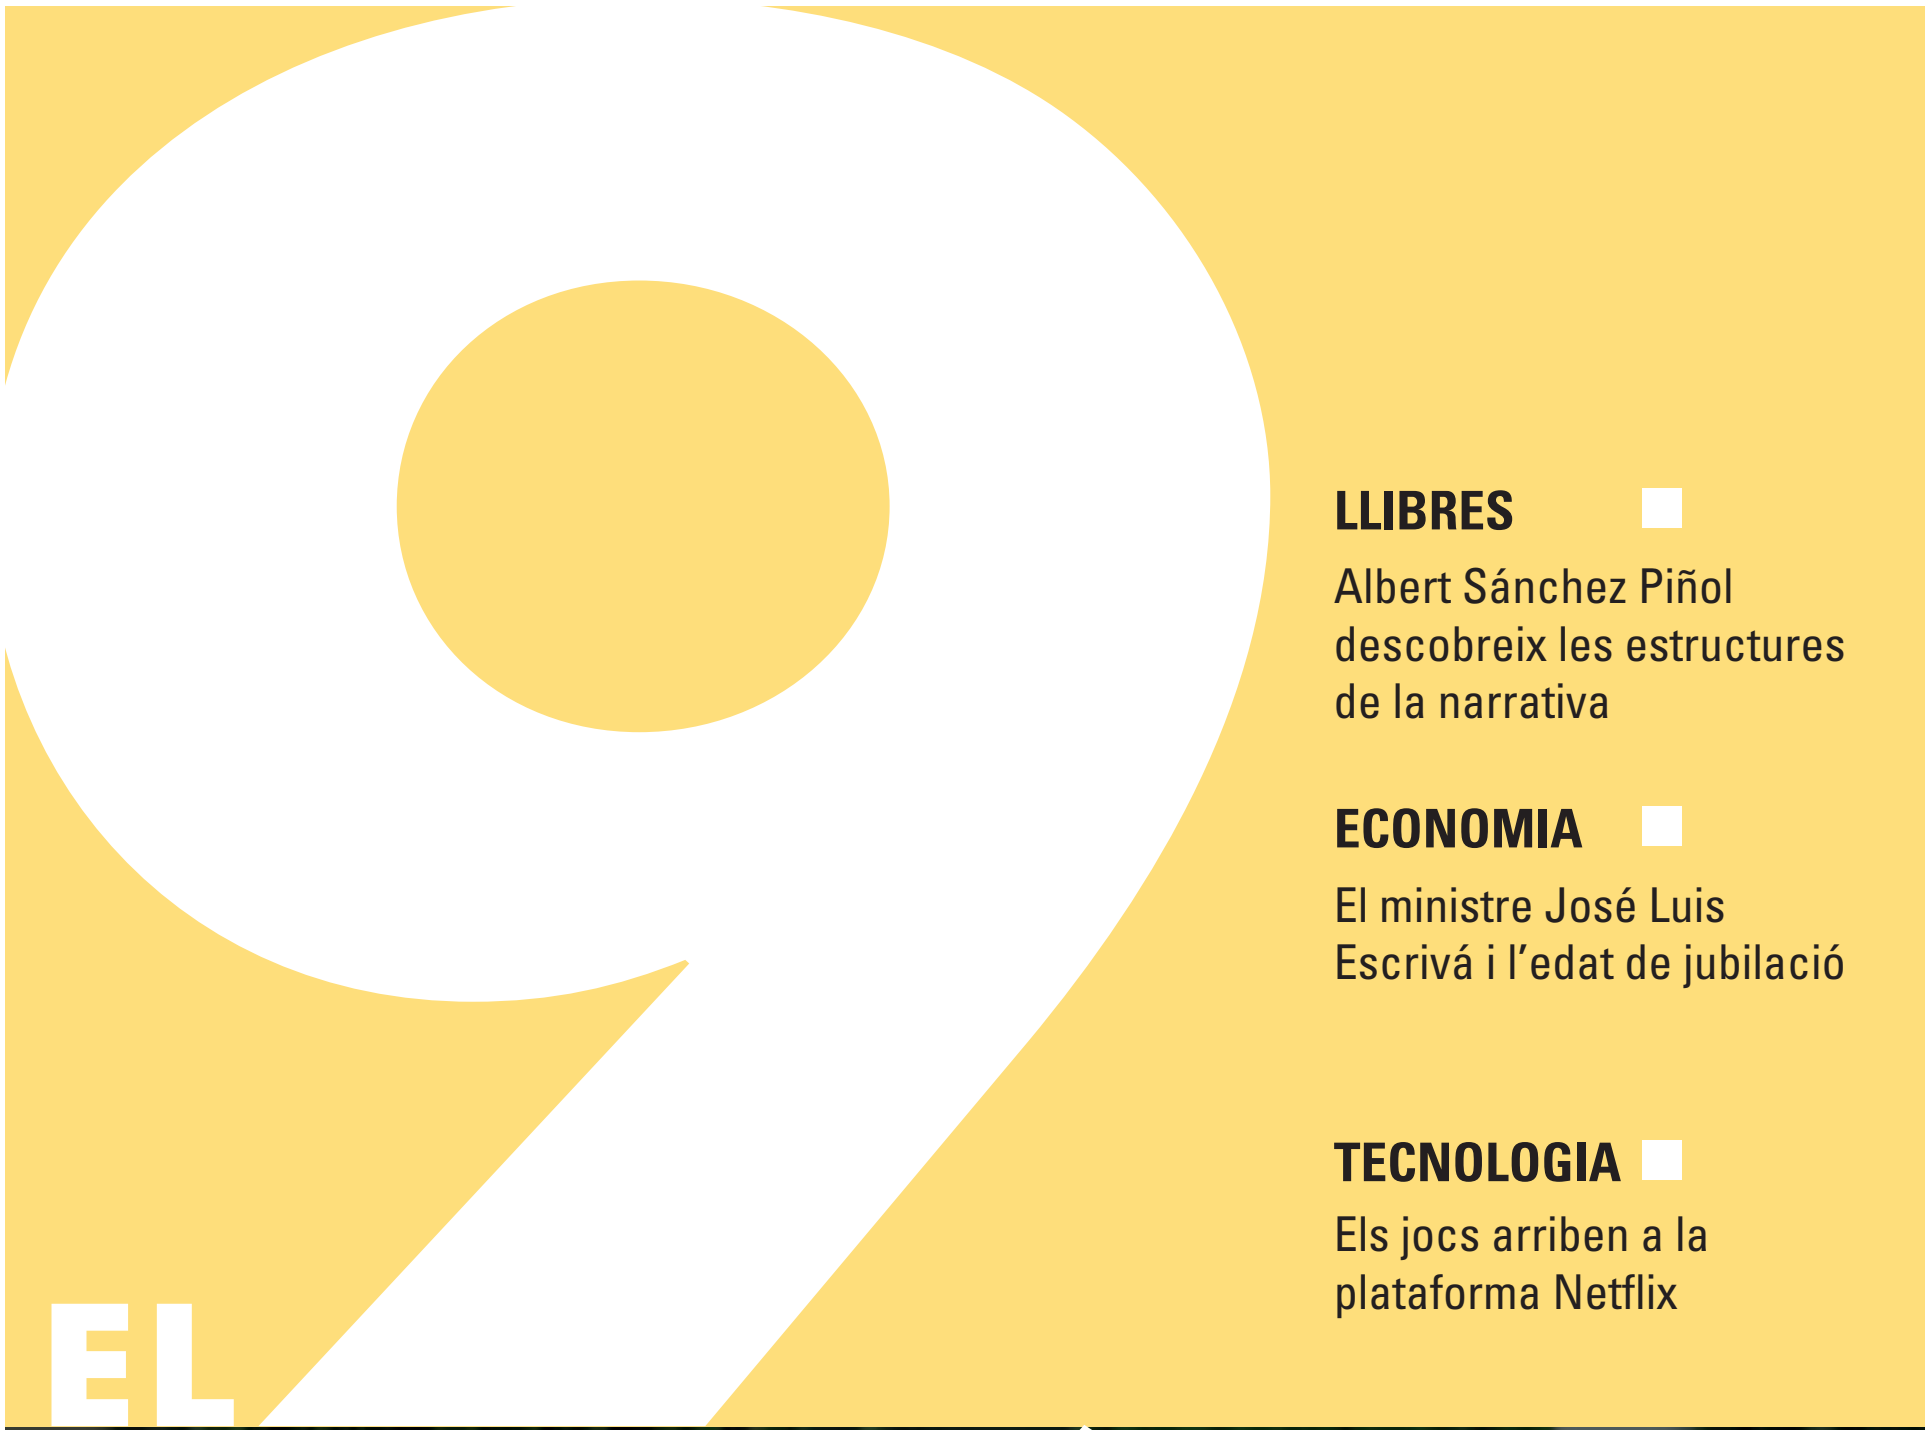 EL 9
LLIBRES
Albert Sánchez Piñol
descobreix les estructures
de la narrativa
ECONOMIA
El ministre José Luis
Escrivá i l’edat de jubilació
TECNOLOGIA
Els jocs arriben a la
plataforma Netflix